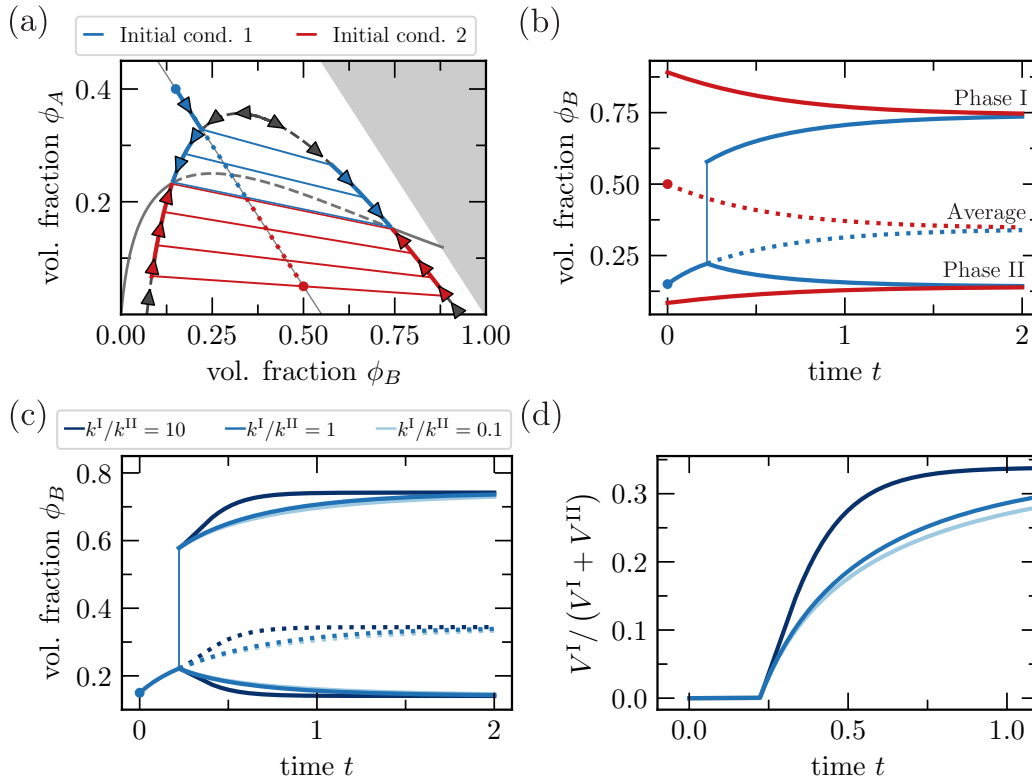 (a)
Initial cond. 1
Initial cond. 2
vol. fraction ϕ_A
0.4
0.2
0.00
0.25
0.50
0.75
1.00
vol. fraction ϕ_B
(b)
vol. fraction ϕ_B
0.75
0.50
0.25
Phase I
Average
Phase II
0
1
2
time t
(c)
k^I/k^II = 10
k^I/k^II = 1
k^I/k^II = 0.1
vol. fraction ϕ_B
0.8
0.6
0.4
0.2
0
1
2
time t
(d)
V^I/(V^I + V^II)
0.3
0.2
0.1
0.0
0.0
0.5
1.0
time t